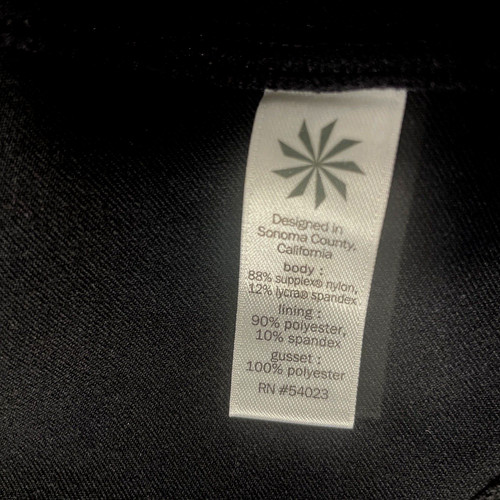 Designed in
Sonoma County,
California
body :
88% supplex® nylon,
12% lycra® spandex
lining :
90% polyester,
10% spandex
gusset :
100% polyester
RN #54023